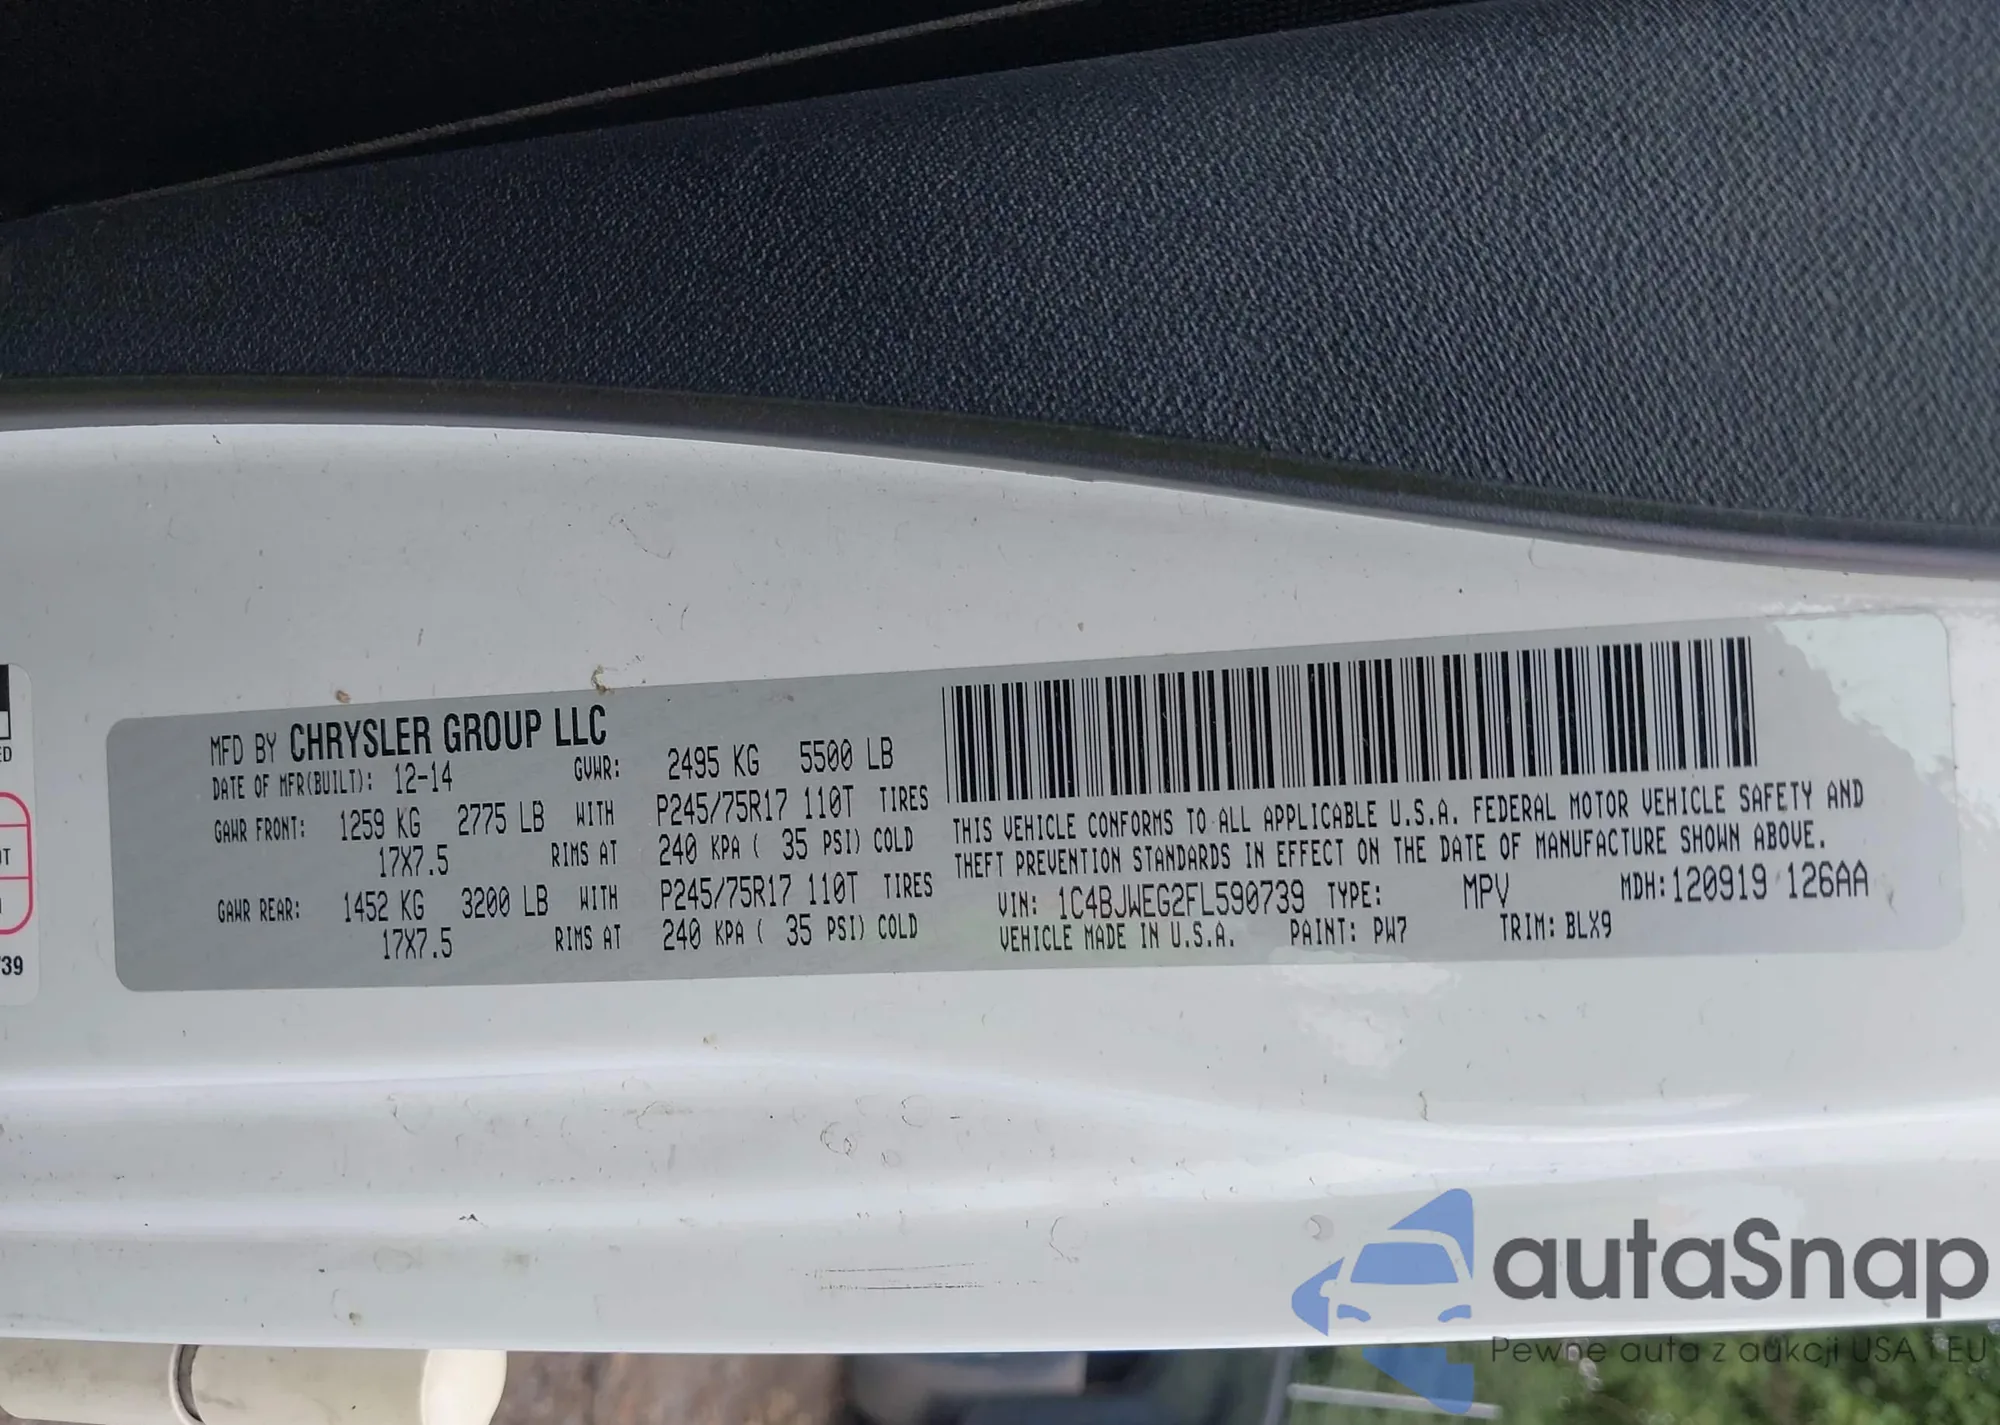 MFD BY CHRYSLER GROUP LLC
DATE OF MFR(BUILT): 12-14 GVWR: 2495 KG 5500 LB
GAWR FRONT: 1259 KG 2775 LB WITH P245/75R17 110T TIRES
17X7.5 RIMS AT 240 KPA ( 35 PSI) COLD
GAWR REAR: 1452 KG 3200 LB WITH P245/75R17 110T TIRES
17X7.5 RIMS AT 240 KPA ( 35 PSI) COLD
THIS VEHICLE CONFORMS TO ALL APPLICABLE U.S.A. FEDERAL MOTOR VEHICLE SAFETY AND
THEFT PREVENTION STANDARDS IN EFFECT ON THE DATE OF MANUFACTURE SHOWN ABOVE.
VIN: 1C4BJWEG2FL590739 TYPE: MPV MDH: 120919 126AA
VEHICLE MADE IN U.S.A. PAINT: PW7 TRIM: BLX9
39
autaSnap
Pewne auta z aukcji USA i EU